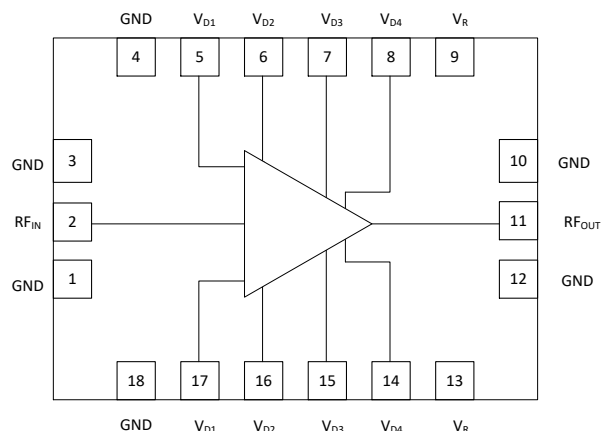 GND V_D1 V_D2 V_D3 V_D4 V_R
4 5 6 7 8 9
GND 3 10 GND
RF_IN 2 11 RF_OUT
GND 1 12 GND
18 17 16 15 14 13
GND V_D1 V_D2 V_D3 V_D4 V_R